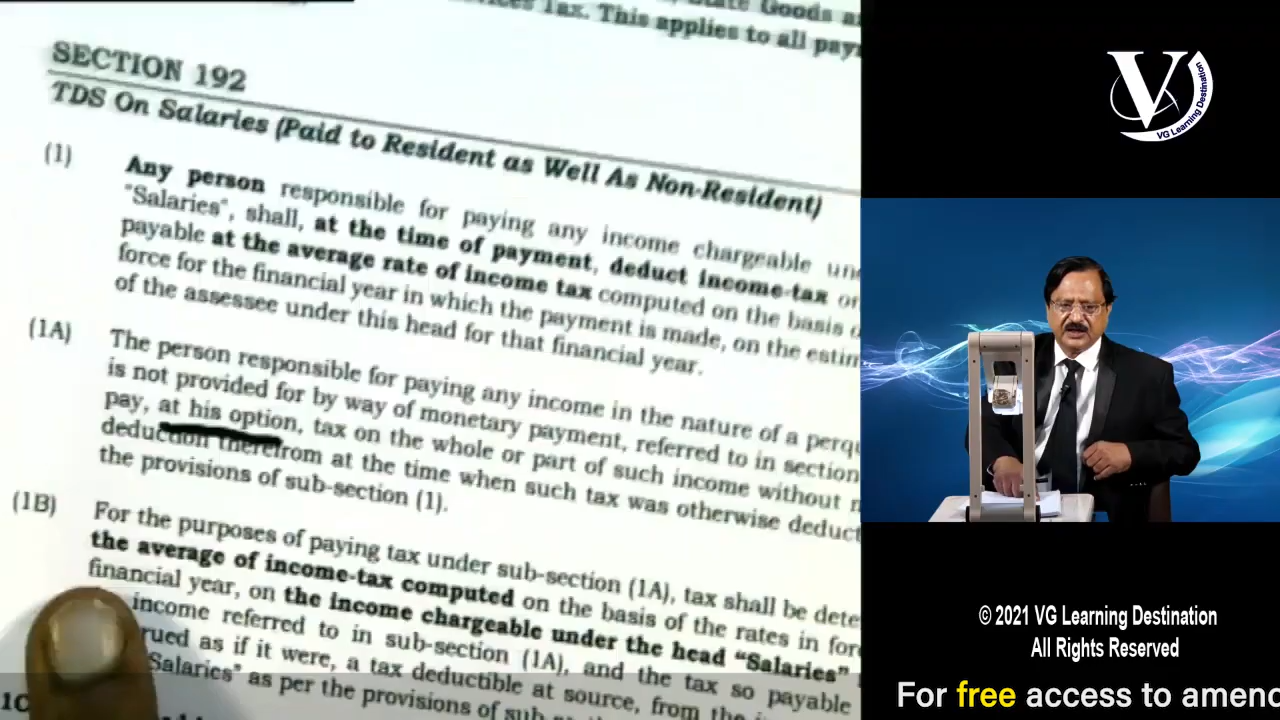 State Goods a
ices Tax. This applies to all pay
SECTION 192
TDS On Salaries (Paid to Resident as Well As Non-Resident)
(1) Any person responsible for paying any income chargeable un
"Salaries", shall, at the time of payment, deduct income-tax o
payable at the average rate of income tax computed on the basis o
force for the financial year in which the payment is made, on the estim
of the assessee under this head for that financial year.
(1A) The person responsible for paying any income in the nature of a perq
is not provided for by way of monetary payment, referred to in section
pay, at his option, tax on the whole or part of such income without
deduction therefrom at the time when such tax was otherwise deduct
the provisions of sub-section (1).
(1B) For the purposes of paying tax under sub-section (1A), tax shall be dete
the average of income-tax computed on the basis of the rates in for
financial year, on the income chargeable under the head "Salaries"
income referred to in sub-section (1A), and the tax so payable
rued as if it were, a tax deductible at source, from the
Salaries" as per the provisions of sub
1C
V
VG Learning Destination
© 2021 VG Learning Destination
All Rights Reserved
For free access to amend